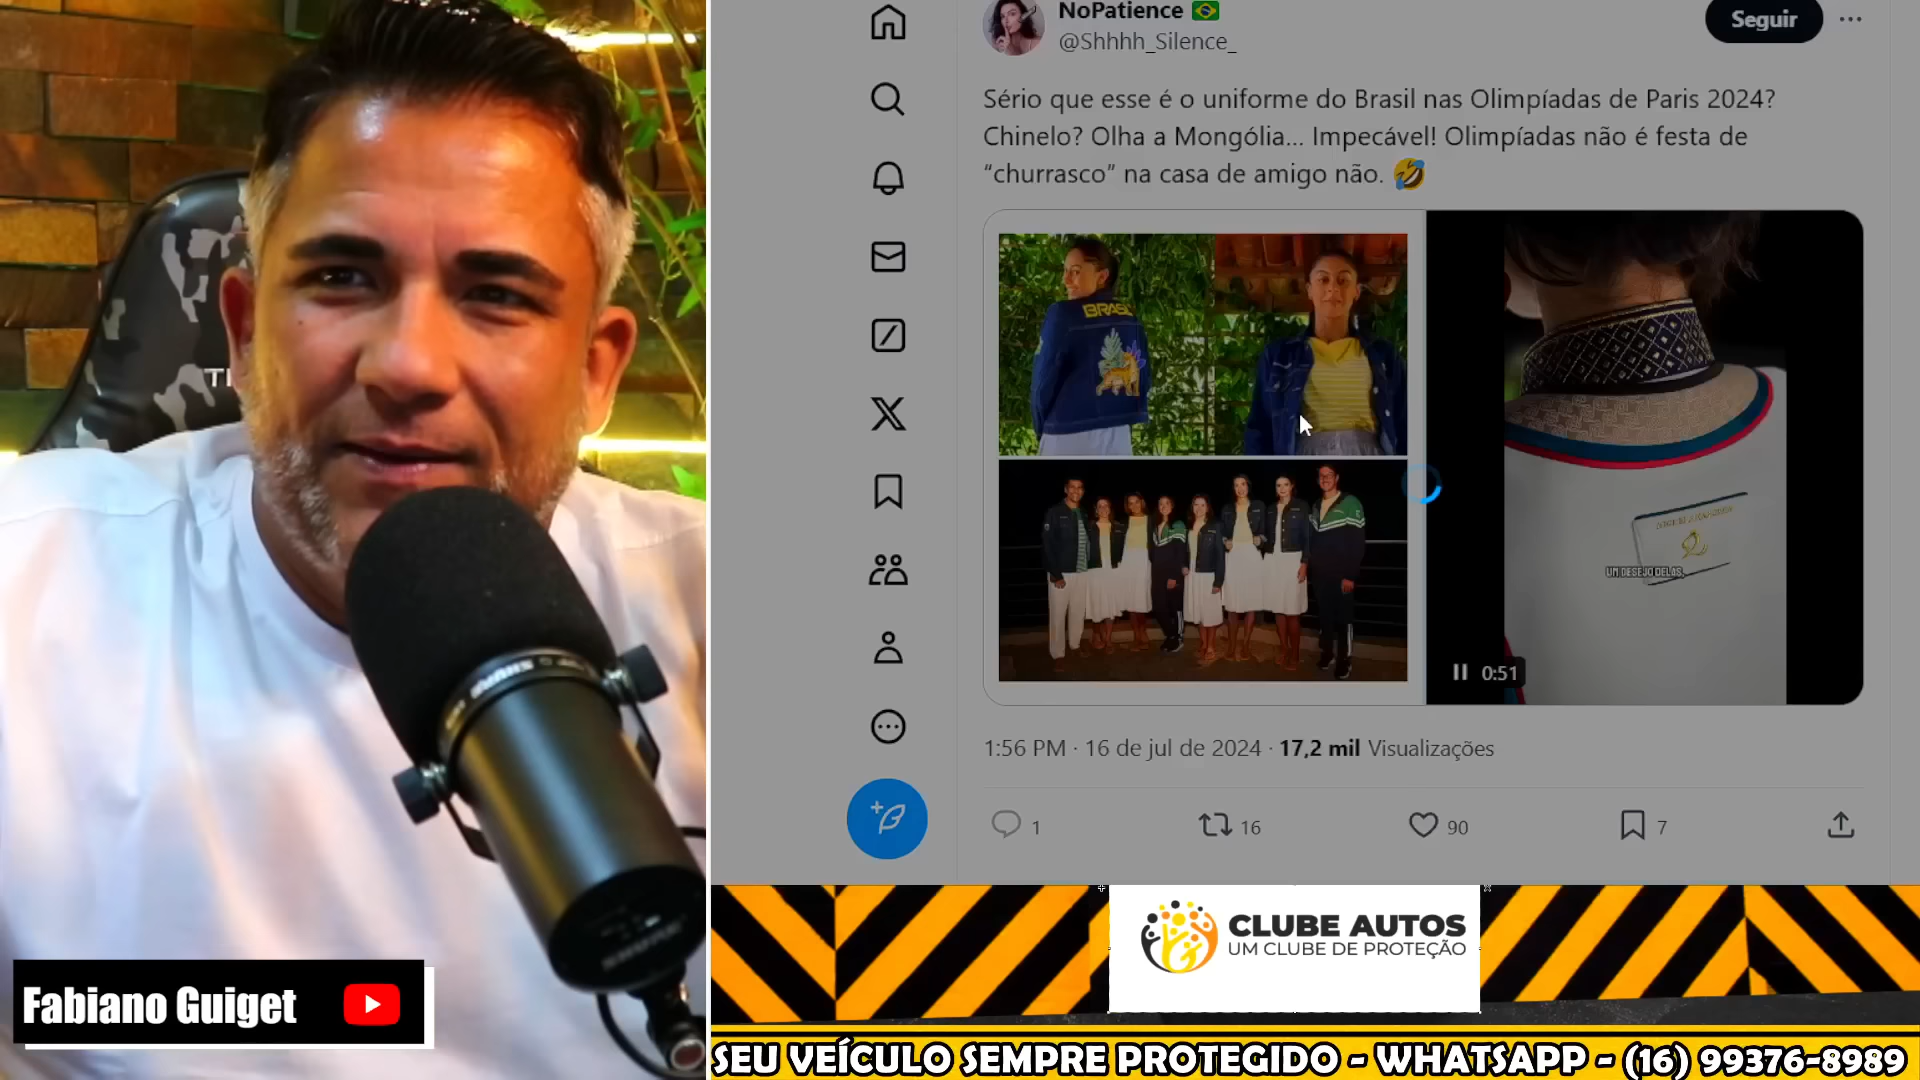 NoPatience
@Shhhh_Silence_
Seguir
Sério que esse é o uniforme do Brasil nas Olimpíadas de Paris 2024?
Chinelo? Olha a Mongólia... Impecável! Olimpíadas não é festa de
“churrasco” na casa de amigo não.
BRASIL
UM DESEJO DELAS,
0:51
1:56 PM · 16 de jul de 2024 · 17,2 mil Visualizações
1
16
90
7
Fabiano Guiget
CLUBE AUTOS
UM CLUBE DE PROTEÇÃO
SEU VEÍCULO SEMPRE PROTEGIDO - WHATSAPP - (16) 99376-8989